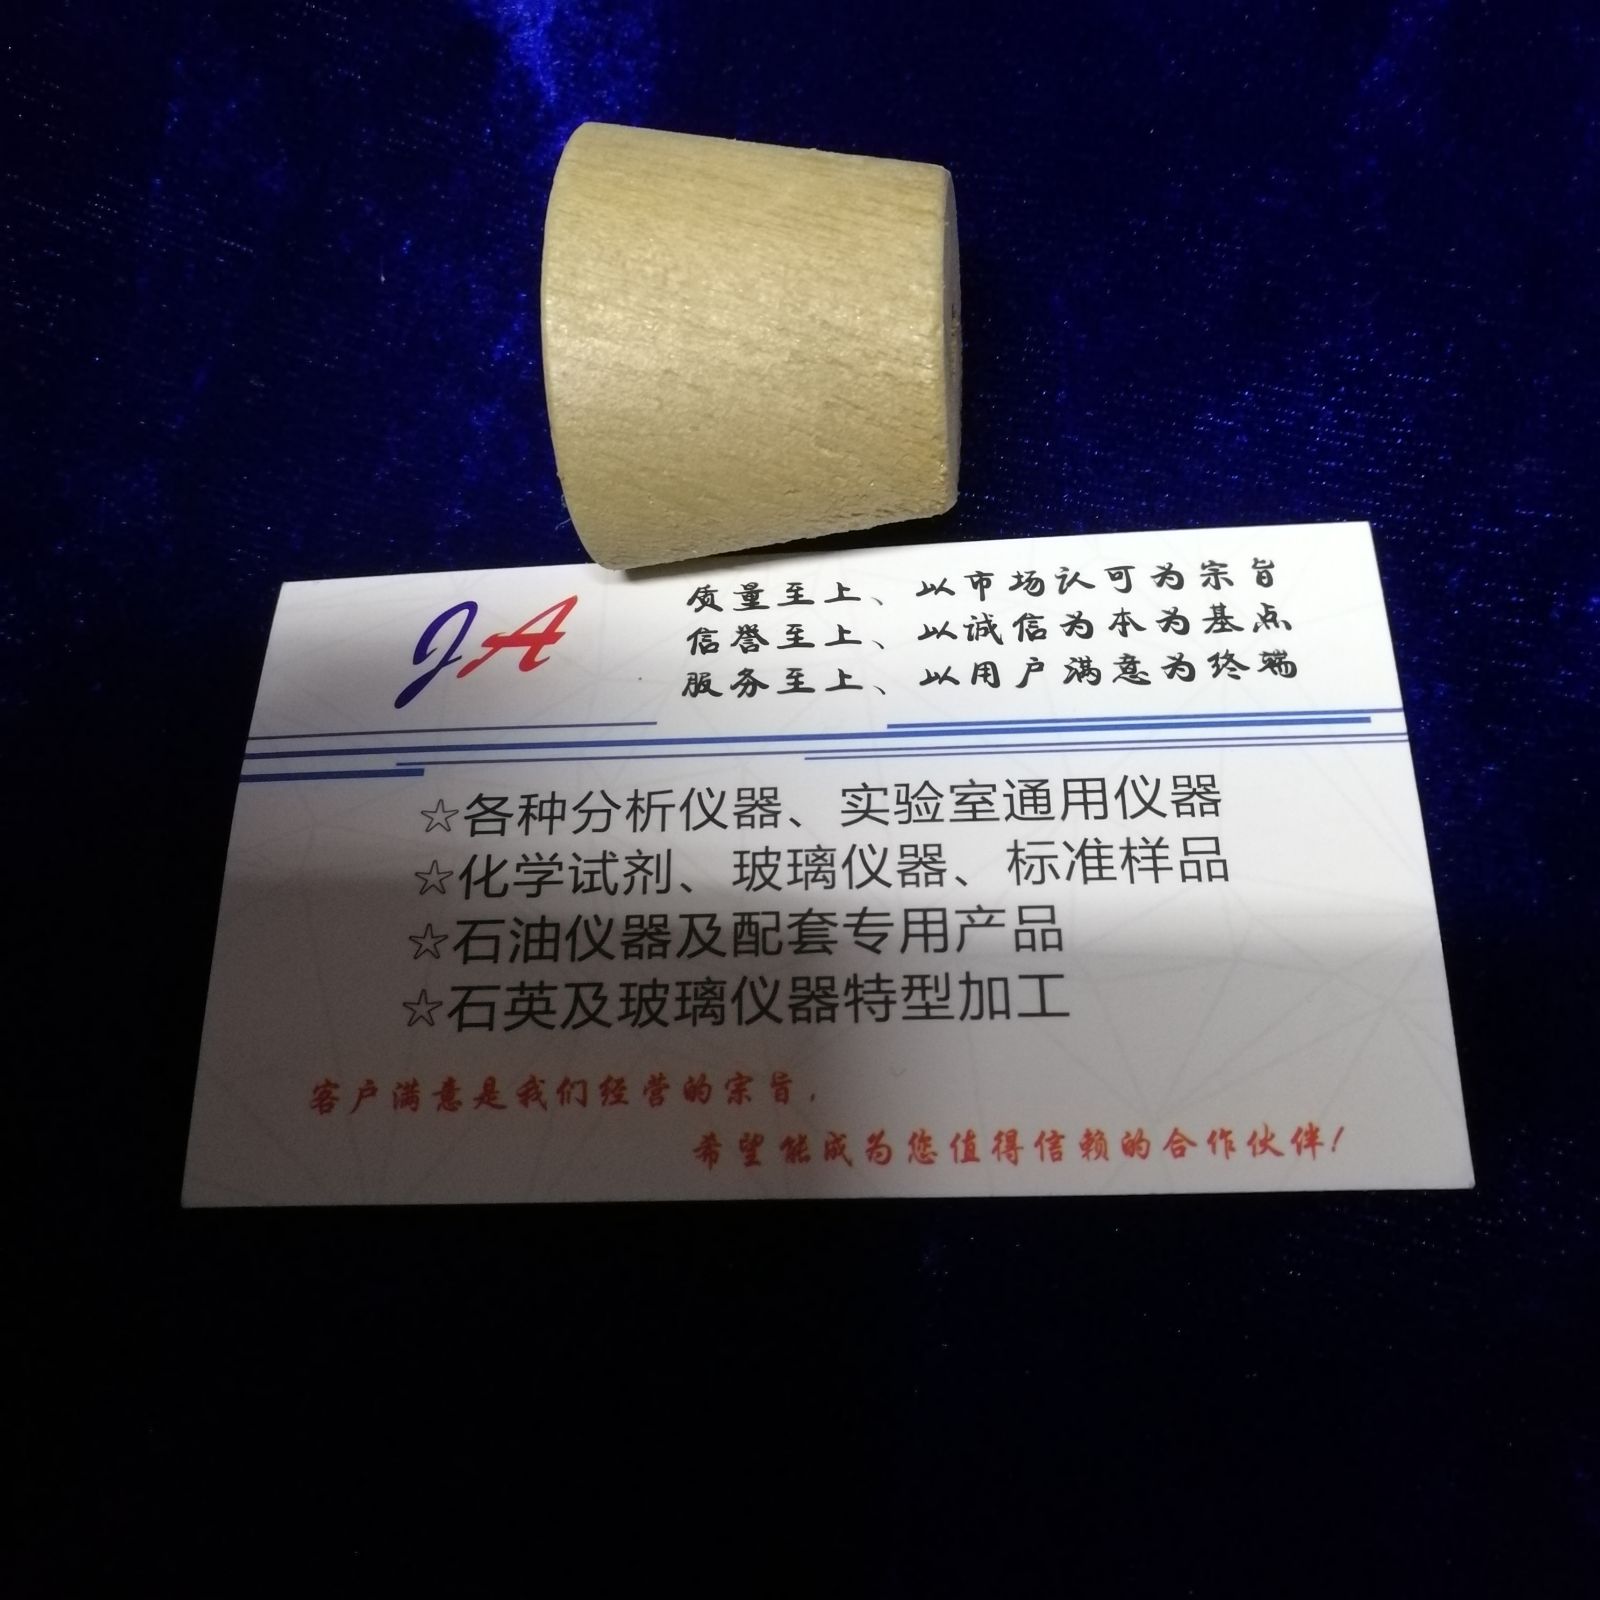 JA
质量至上、以市场认可为宗旨
信誉至上、以诚信为本为基点
服务至上、以用户满意为终端
☆各种分析仪器、实验室通用仪器
☆化学试剂、玻璃仪器、标准样品
☆石油仪器及配套专用产品
☆石英及玻璃仪器特型加工
客户满意是我们经营的宗旨，
希望能成为您值得信赖的合作伙伴！